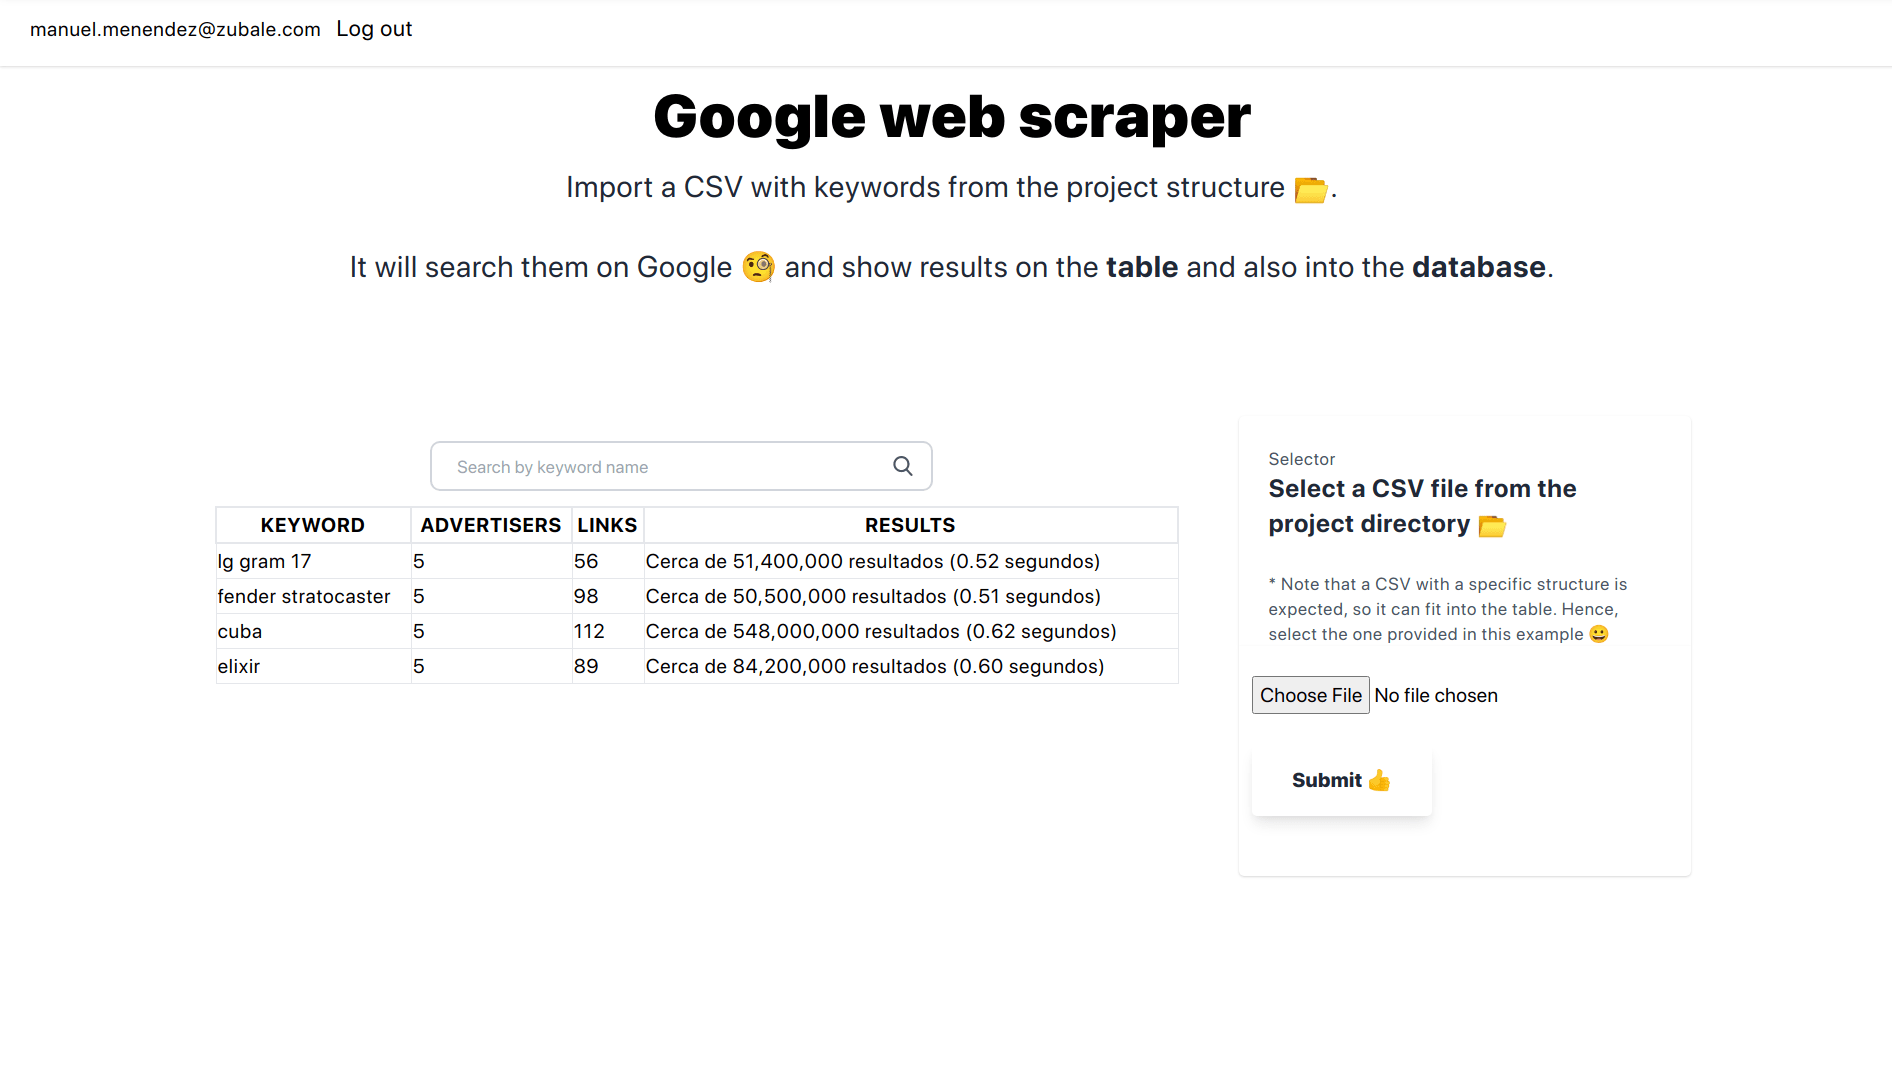 manuel.menendez@zubale.com Log out
Google web scraper
Import a CSV with keywords from the project structure 📂.
It will search them on Google 🧐 and show results on the table and also into the database.
Search by keyword name
KEYWORD ADVERTISERS LINKS RESULTS
lg gram 17 5 56 Cerca de 51,400,000 resultados (0.52 segundos)
fender stratocaster 5 98 Cerca de 50,500,000 resultados (0.51 segundos)
cuba 5 112 Cerca de 548,000,000 resultados (0.62 segundos)
elixir 5 89 Cerca de 84,200,000 resultados (0.60 segundos)
Selector
Select a CSV file from the
project directory 📂
* Note that a CSV with a specific structure is
expected, so it can fit into the table. Hence,
select the one provided in this example 😀
Choose File No file chosen
Submit 👍